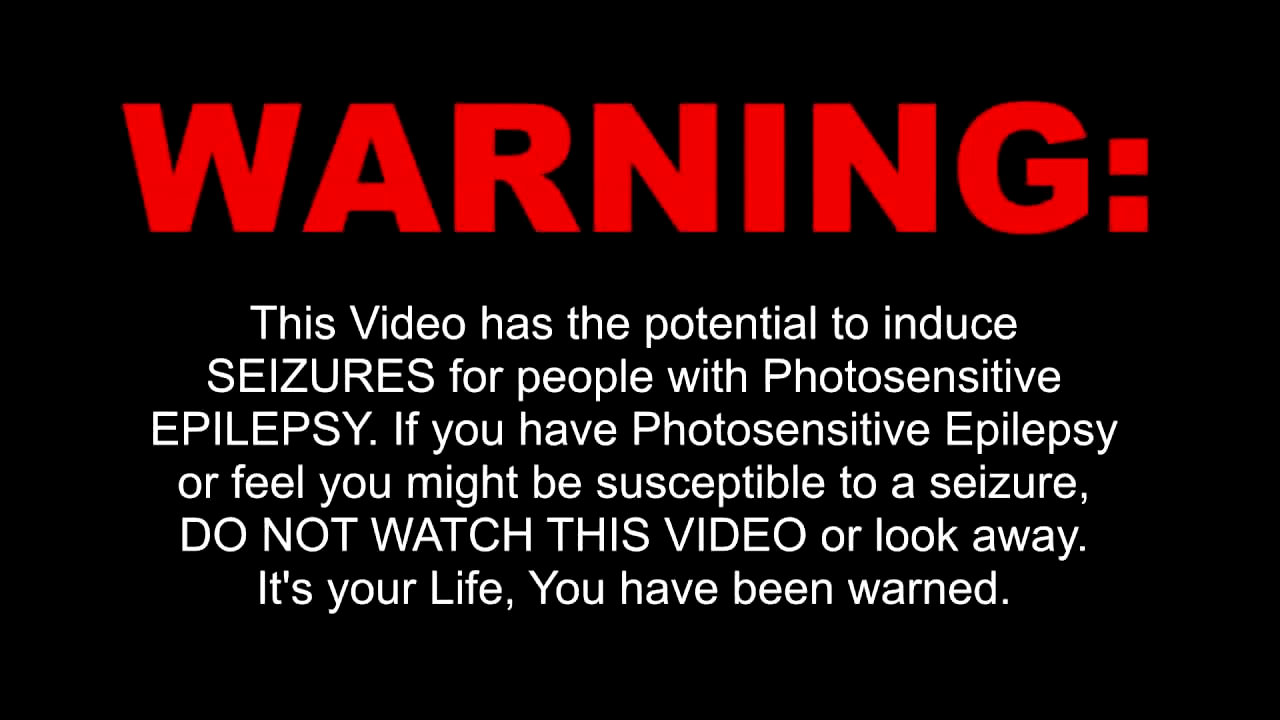 WARNING:
This Video has the potential to induce
SEIZURES for people with Photosensitive
EPILEPSY. If you have Photosensitive Epilepsy
or feel you might be susceptible to a seizure,
DO NOT WATCH THIS VIDEO or look away.
It's your Life, You have been warned.